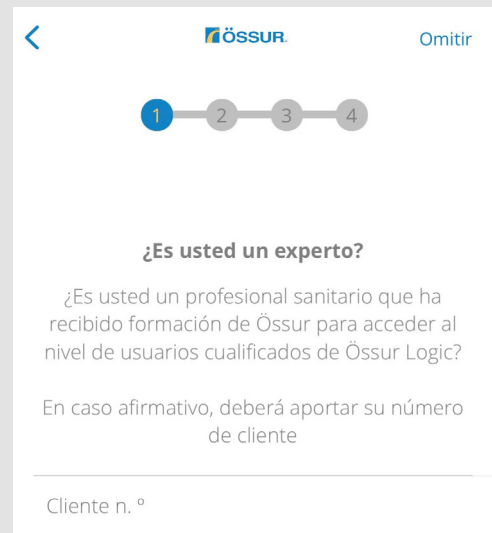 ÖSSUR.
Omitir
1 2 3 4
¿Es usted un experto?
¿Es usted un profesional sanitario que ha
recibido formación de Össur para acceder al
nivel de usuarios cualificados de Össur Logic?
En caso afirmativo, deberá aportar su número
de cliente
Cliente n. º